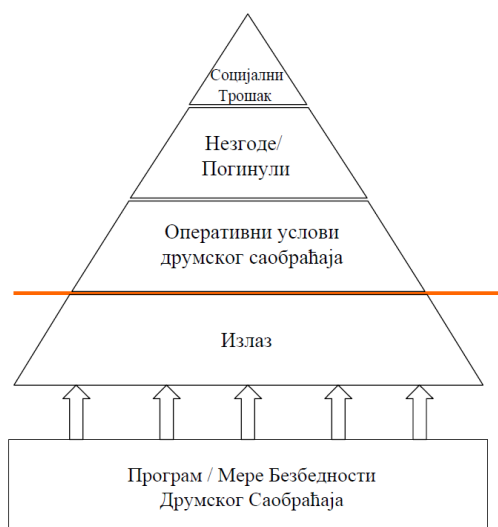 Социјални
Трошак
Незгоде/
Погинули
Оперативни услови
друмског саобраћаја
Излаз
Програм / Мере Безбедности
Друмског Саобраћаја